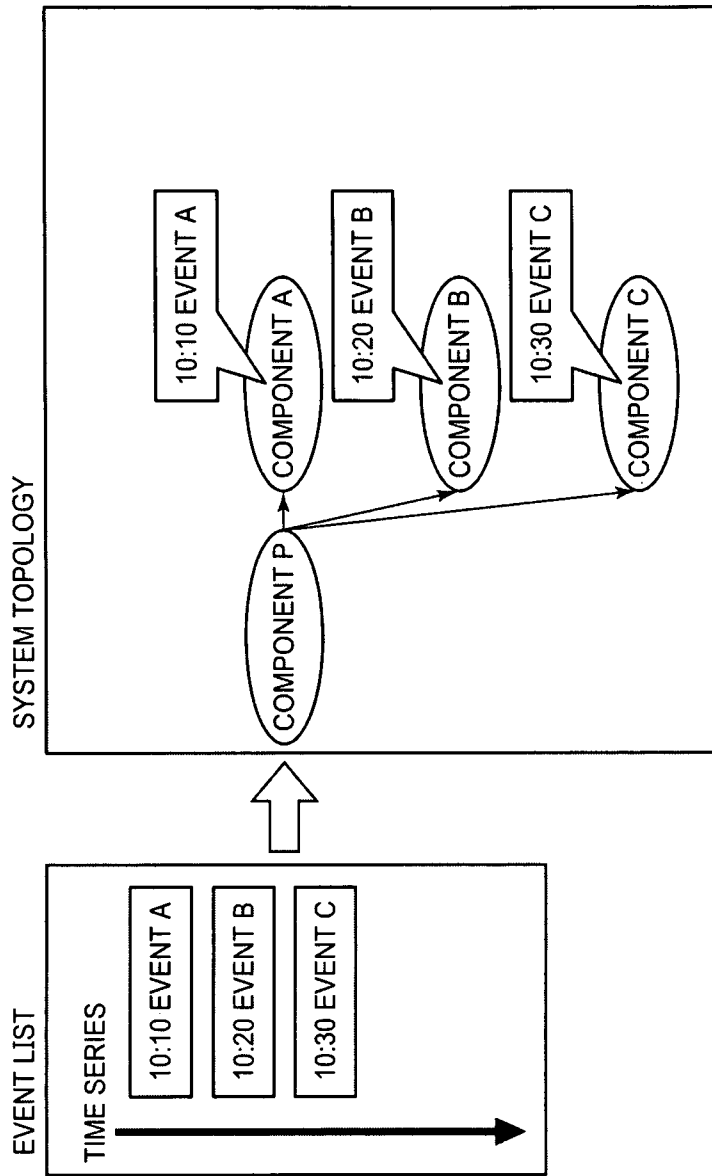 EVENT LIST
TIME SERIES
10:10 EVENT A
10:20 EVENT B
10:30 EVENT C
SYSTEM TOPOLOGY
COMPONENT P
10:10 EVENT A
COMPONENT A
10:20 EVENT B
COMPONENT B
10:30 EVENT C
COMPONENT C